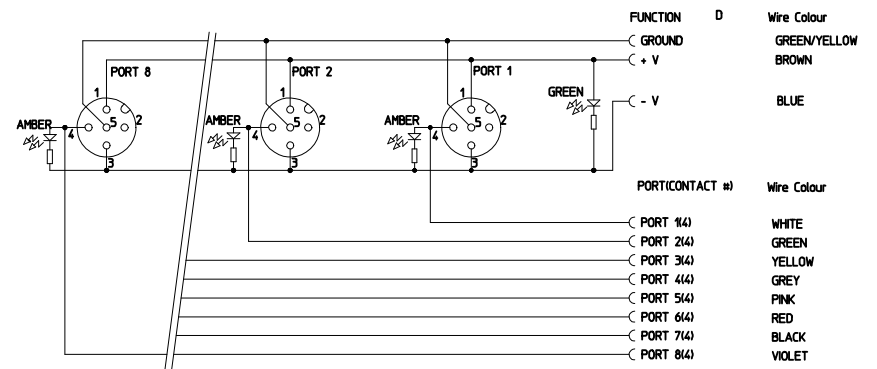 FUNCTION D Wire Colour
GROUND GREEN/YELLOW
+ V BROWN
- V BLUE
PORT 8 PORT 2 PORT 1
GREEN
1 1 1
AMBER 4 5 2 AMBER 4 5 2 AMBER 4 5 2
3 3 3
PORT(CONTACT #) Wire Colour
PORT 1(4) WHITE
PORT 2(4) GREEN
PORT 3(4) YELLOW
PORT 4(4) GREY
PORT 5(4) PINK
PORT 6(4) RED
PORT 7(4) BLACK
PORT 8(4) VIOLET